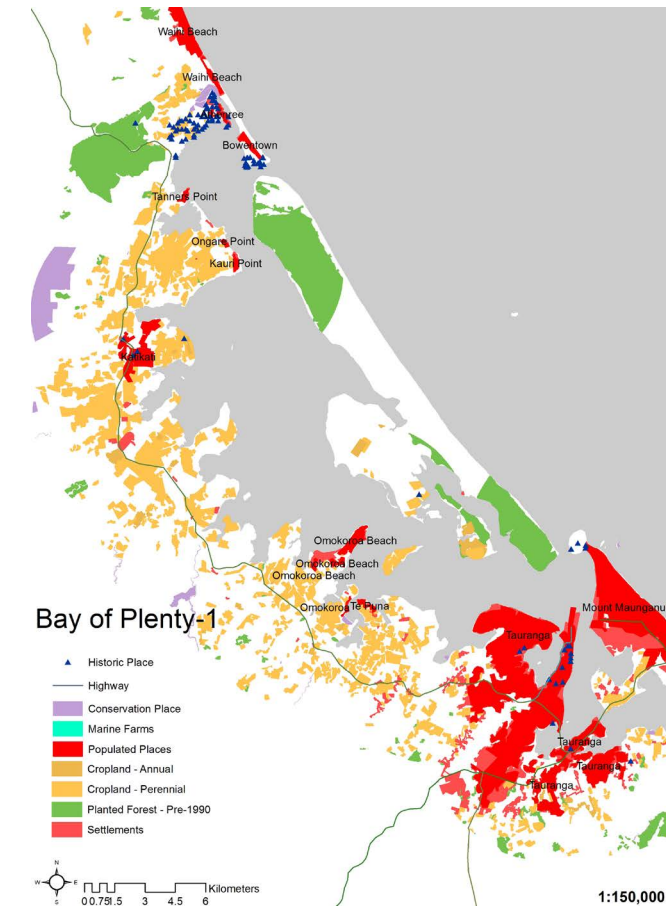 Waihi Beach
Waihi Beach
Athenree
Bowentown
Tanners Point
Ongare Point
Kauri Point
Katikati
Omokoroa Beach
Omokoroa Beach
Omokoroa Beach
Omokoroa
Te Puna
Mount Maunganu
Tauranga
Tauranga
Tauranga
Tauranga
Bay of Plenty-1
Historic Place
Highway
Conservation Place
Marine Farms
Populated Places
Cropland - Annual
Cropland - Perennial
Planted Forest - Pre-1990
Settlements
N
W E
S
0 0.751.5 3 4.5 6
Kilometers
1:150,000